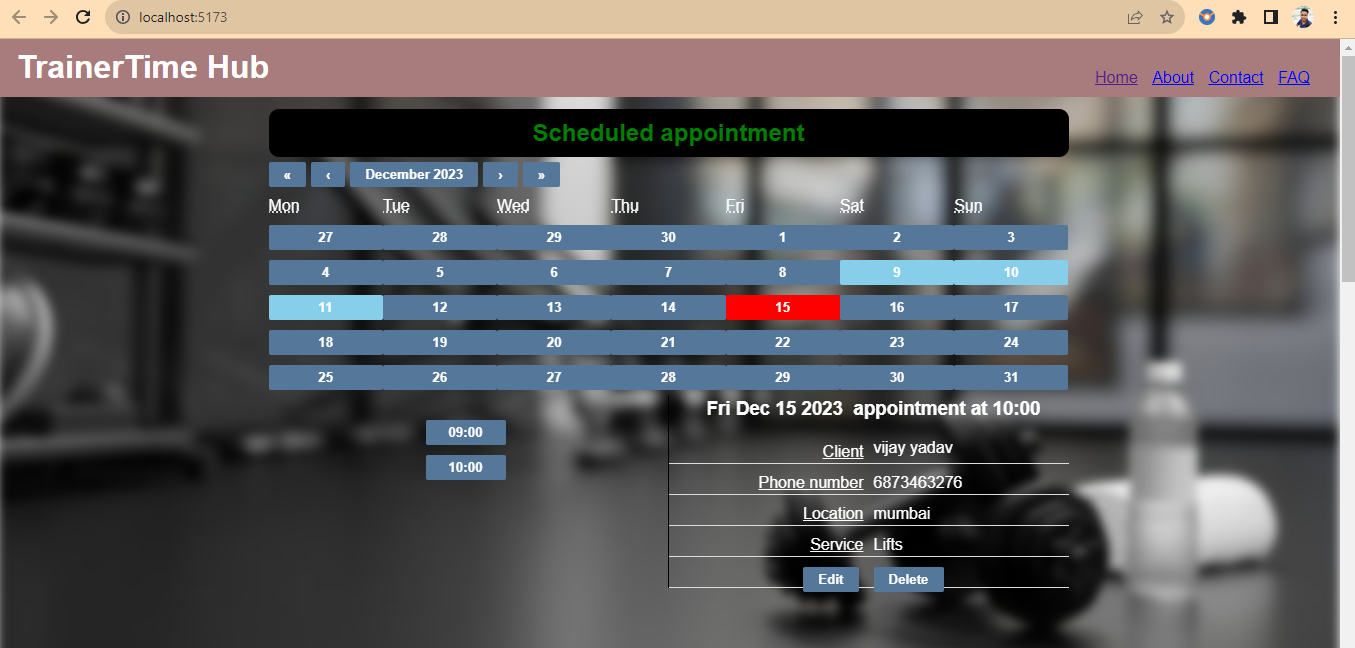 localhost:5173
TrainerTime Hub
Home About Contact FAQ
Scheduled appointment
« ‹ December 2023 › »
Mon Tue Wed Thu Fri Sat Sun
27 28 29 30 1 2 3
4 5 6 7 8 9 10
11 12 13 14 15 16 17
18 19 20 21 22 23 24
25 26 27 28 29 30 31
09:00
10:00
Fri Dec 15 2023 appointment at 10:00
Client vijay yadav
Phone number 6873463276
Location mumbai
Service Lifts
Edit Delete